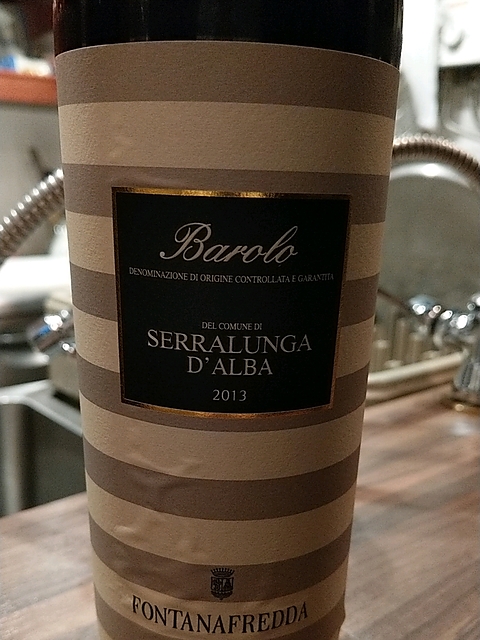 Barolo
DENOMINAZIONE DI ORIGINE CONTROLLATA E GARANTITA
DEL COMUNE DI
SERRALUNGA
D'ALBA
2013
FONTANAFREDDA